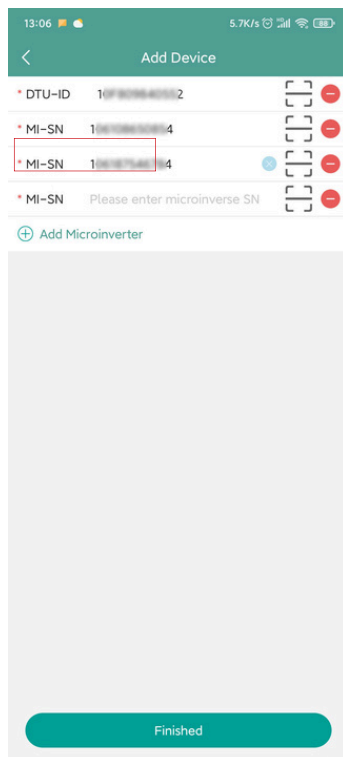 13:06 5.7K/s
Add Device
* DTU-ID
* MI-SN
* MI-SN
* MI-SN Please enter microinverse SN
Add Microinverter
Finished